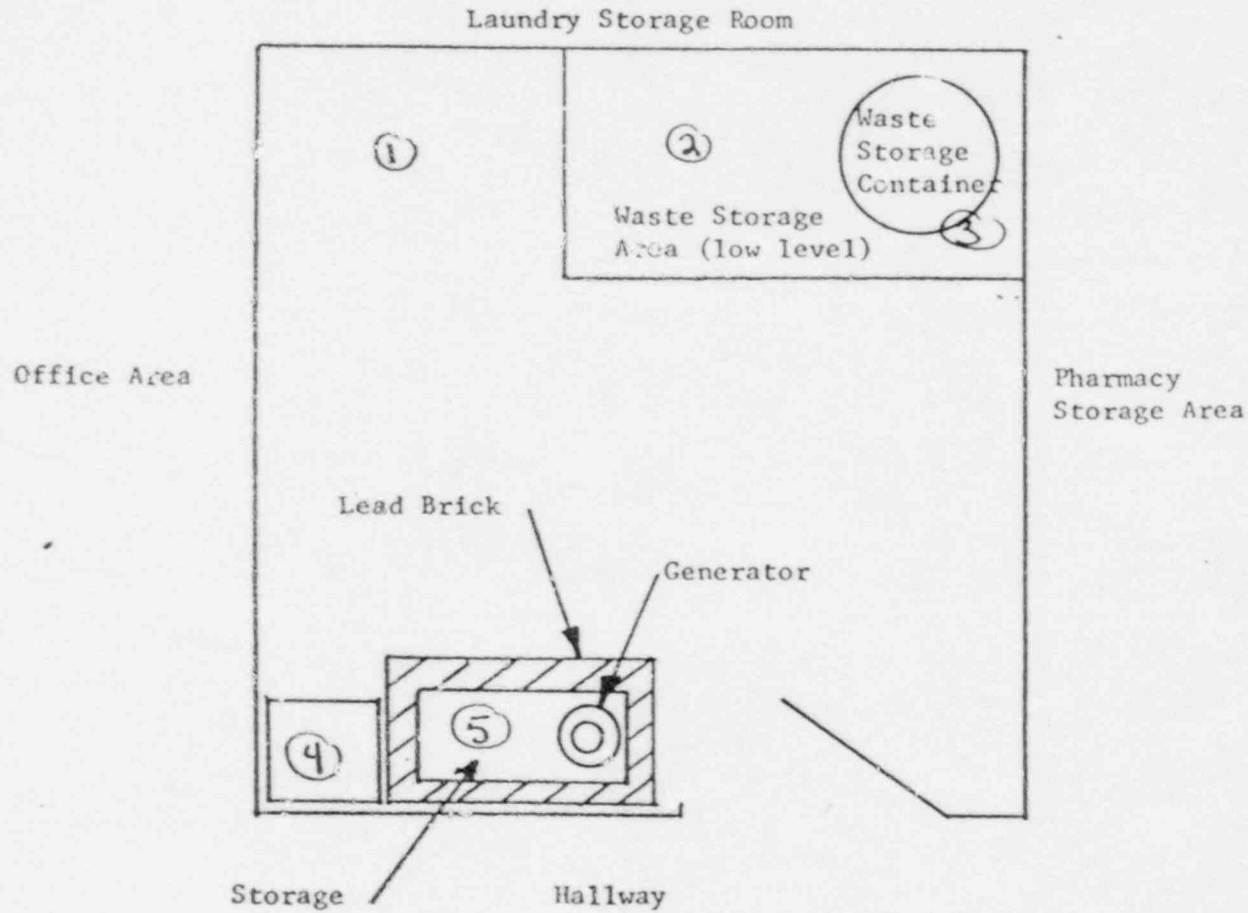 Laundry Storage Room
1
2
Waste
Storage
Container
3
Waste Storage
Area (low level)
Office Area
Pharmacy
Storage Area
Lead Brick
Generator
4
5
Storage
Hallway